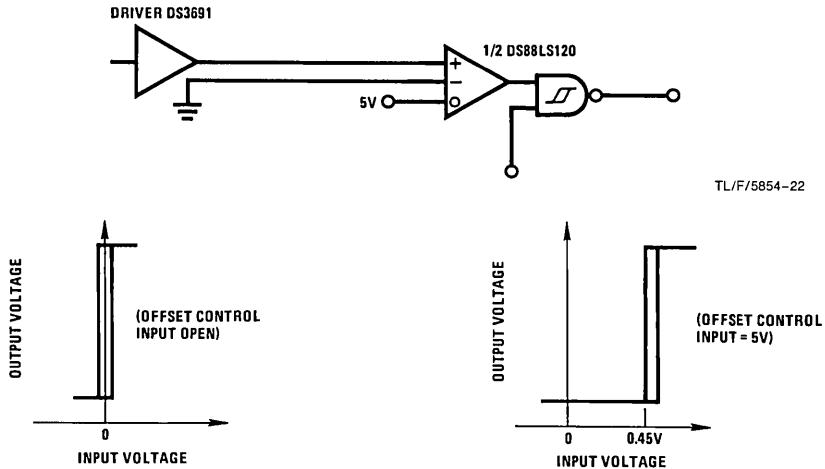 DRIVER DS3691
1/2 DS88LS120
+
−
5V
TL/F/5854–22
OUTPUT VOLTAGE
(OFFSET CONTROL
INPUT OPEN)
0
INPUT VOLTAGE
OUTPUT VOLTAGE
(OFFSET CONTROL
INPUT = 5V)
0
0.45V
INPUT VOLTAGE